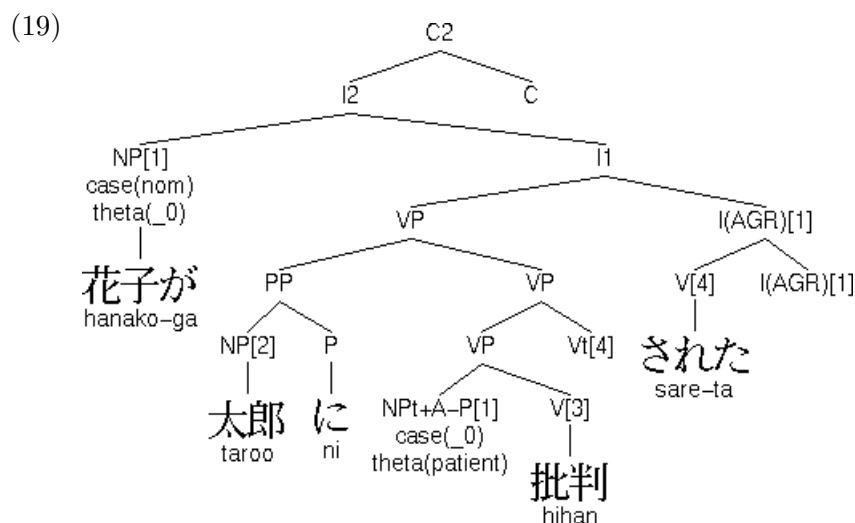 (19)
C2
I2 C
NP[1] I1
case(nom)
theta(_0)
VP I(AGR)[1]
花子が
hanako-ga
PP VP V[4] I(AGR)[1]
NP[2] P VP Vt[4] された
sare-ta
太郎 に NPt+A-P[1] V[3]
taroo ni case(_0)
theta(patient)
批判
hihan